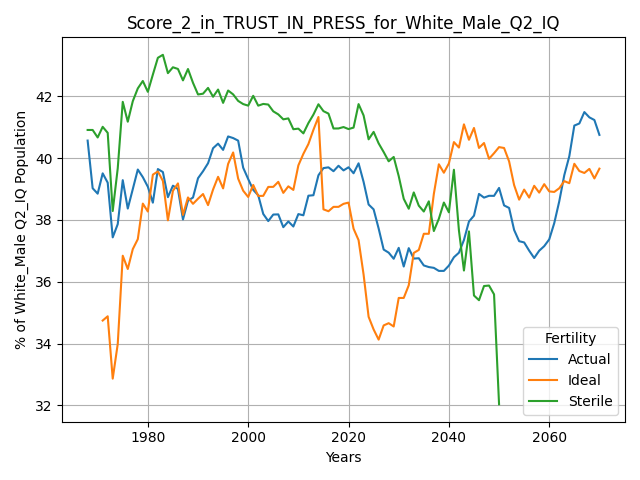 Score_2_in_TRUST_IN_PRESS_for_White_Male_Q2_IQ
% of White_Male Q2_IQ Population
42
40
38
36
34
32
1980
2000
2020
2040
2060
Years
Fertility
Actual
Ideal
Sterile